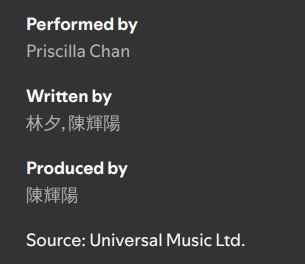 Performed by
Priscilla Chan
Written by
林夕, 陳輝陽
Produced by
陳輝陽
Source: Universal Music Ltd.